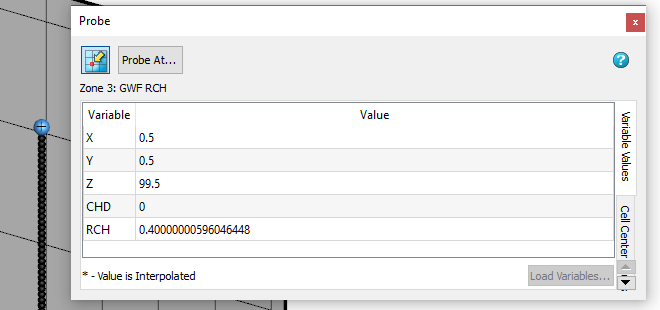 Probe
x
Probe At...
?
Zone 3: GWF RCH
Variable Value
X 0.5
Y 0.5
Z 99.5
CHD 0
RCH 0.40000000596046448
Variable Values
Cell Center
* - Value is Interpolated
Load Variables...